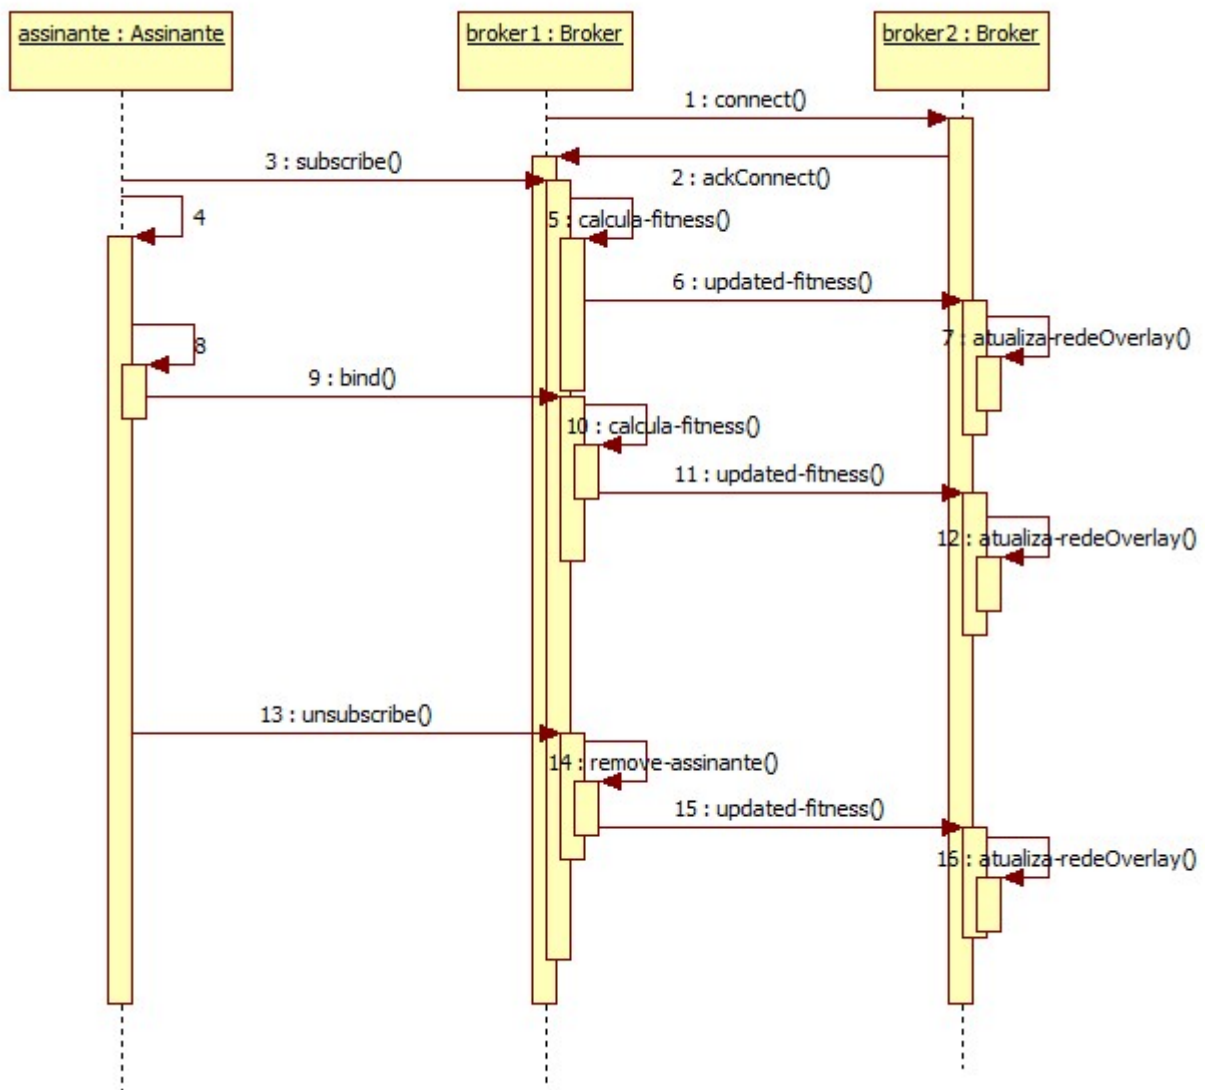 assinante : Assinante
broker1 : Broker
broker2 : Broker
1 : connect()
2 : ackConnect()
3 : subscribe()
4
5 : calcula-fitness()
6 : updated-fitness()
7 : atualiza-redeOverlay()
8
9 : bind()
10 : calcula-fitness()
11 : updated-fitness()
12 : atualiza-redeOverlay()
13 : unsubscribe()
14 : remove-assinante()
15 : updated-fitness()
16 : atualiza-redeOverlay()